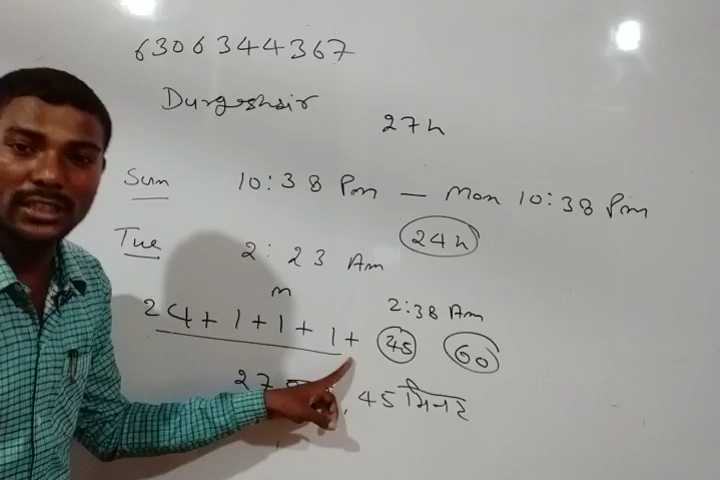 6306344367
Durgeshsir
27h
Sun 10:38 Pm — Mon 10:38 Pm
24h
Tue 2:23 Am
m
2:38 Am
24+1+1+1+ 45 60
27 45 मिनट